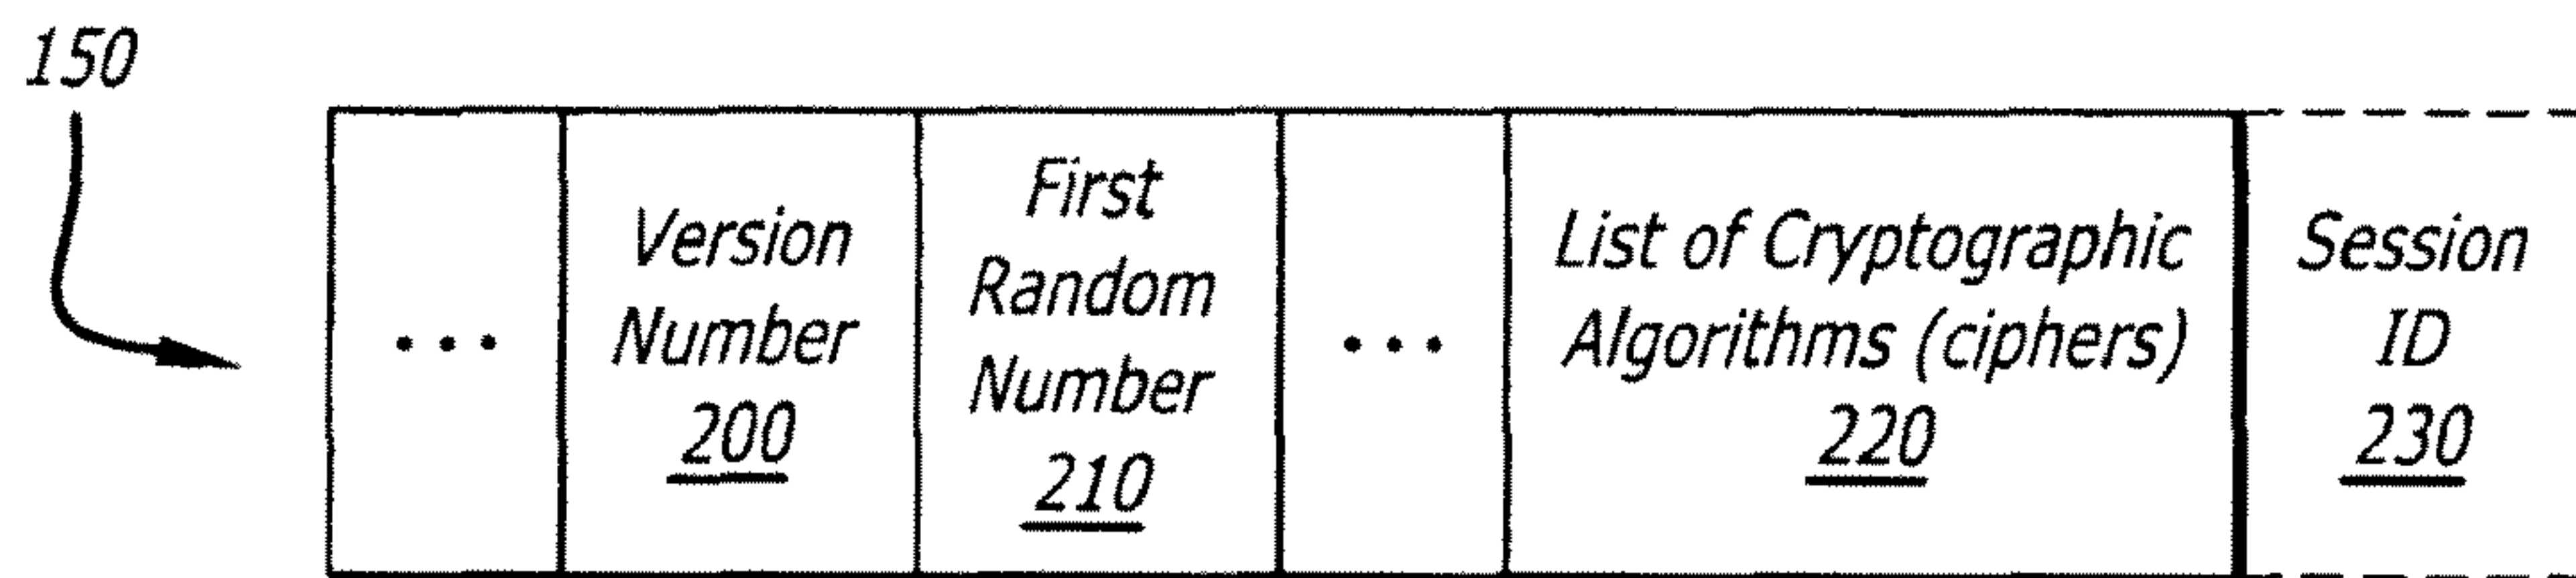 150
...
Version
Number
200
First
Random
Number
210
...
List of Cryptographic
Algorithms (ciphers)
220
Session
ID
230